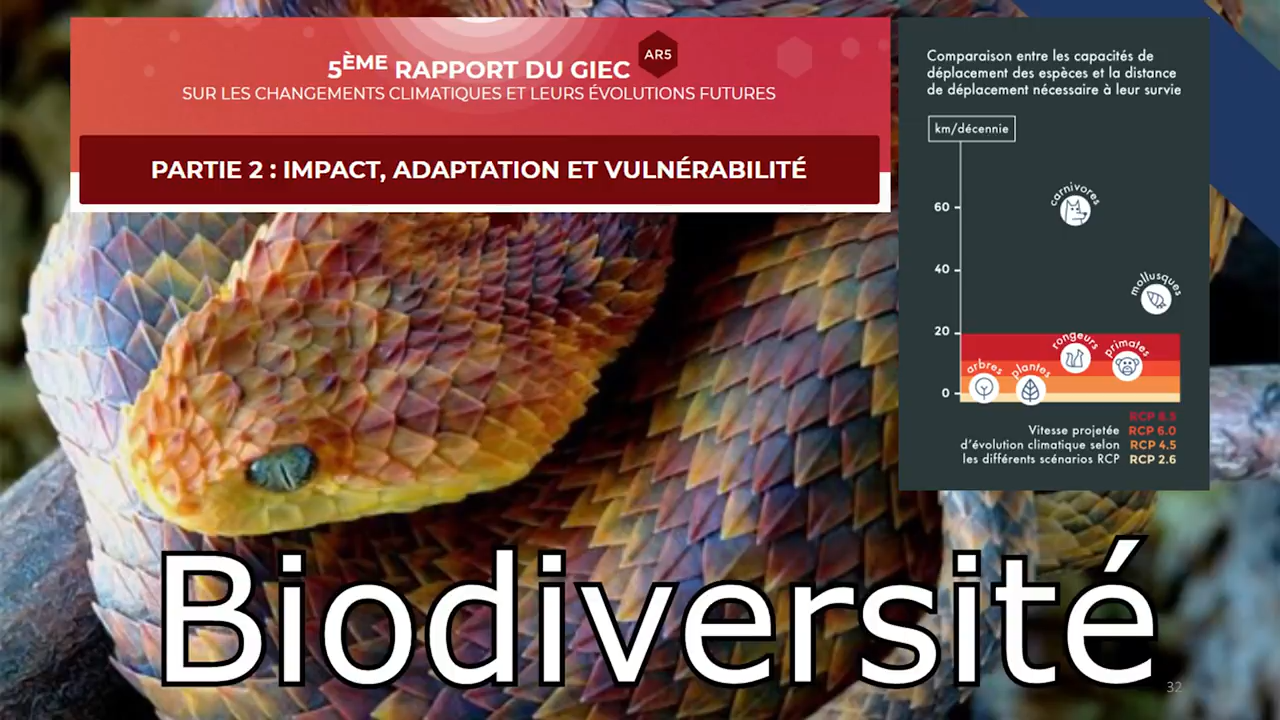 5ÈME RAPPORT DU GIEC
AR5
SUR LES CHANGEMENTS CLIMATIQUES ET LEURS ÉVOLUTIONS FUTURES
PARTIE 2 : IMPACT, ADAPTATION ET VULNÉRABILITÉ
Comparaison entre les capacités de
déplacement des espèces et la distance
de déplacement nécessaire à leur survie
km/décennie
60
40
20
0
carnivores
mollusques
rongeurs
primates
arbres
plantes
RCP 8.5
Vitesse projetée RCP 6.0
d'évolution climatique selon RCP 4.5
les différents scénarios RCP RCP 2.6
Biodiversité
32